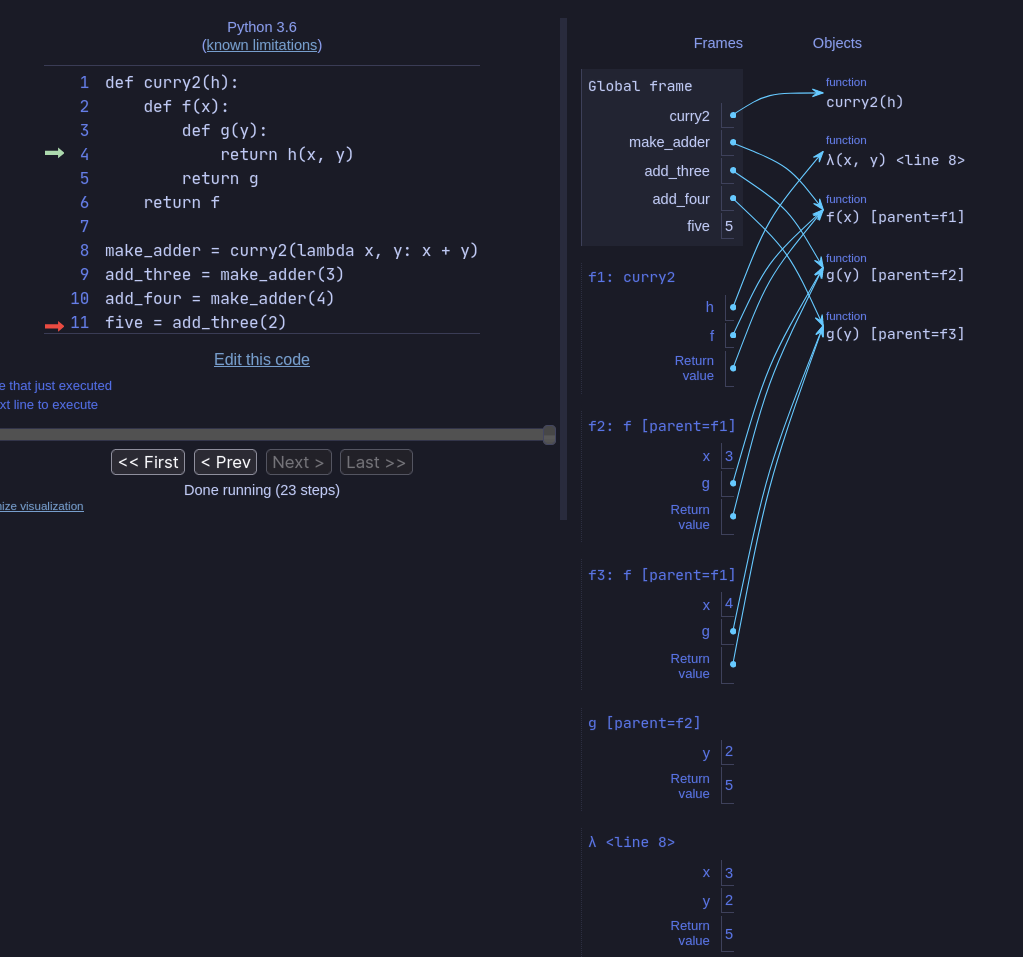 Python 3.6
(known limitations)
1 def curry2(h):
2     def f(x):
3         def g(y):
4             return h(x, y)
5         return g
6     return f
7
8 make_adder = curry2(lambda x, y: x + y)
9 add_three = make_adder(3)
10 add_four = make_adder(4)
11 five = add_three(2)
Edit this code
e that just executed
xt line to execute
<< First < Prev Next > Last >>
Done running (23 steps)
ize visualization
Frames Objects
Global frame
curry2
make_adder
add_three
add_four
five 5
f1: curry2
h
f
Return
value
f2: f [parent=f1]
x 3
g
Return
value
f3: f [parent=f1]
x 4
g
Return
value
g [parent=f2]
y 2
Return
value 5
λ <line 8>
x 3
y 2
Return
value 5
function
curry2(h)
function
λ(x, y) <line 8>
function
f(x) [parent=f1]
function
g(y) [parent=f2]
function
g(y) [parent=f3]